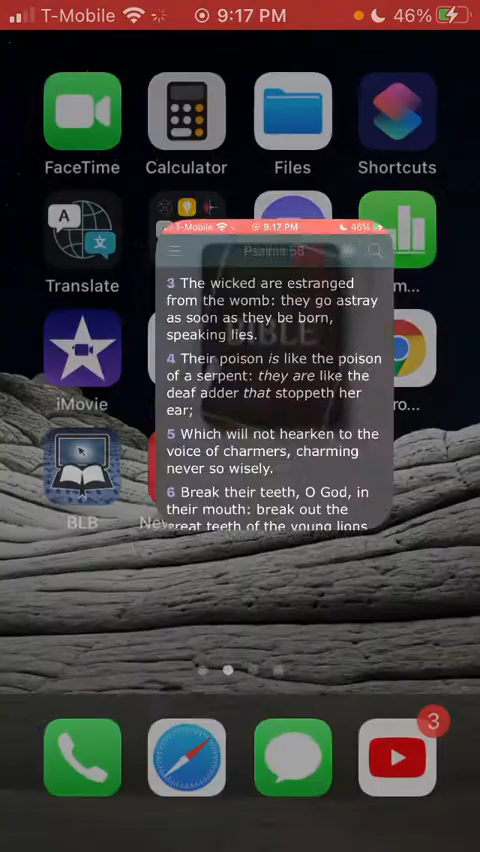 T-Mobile 9:17 PM 46%
FaceTime
Calculator
Files
Shortcuts
A
文
Translate
T-Mobile 9:17 PM 46%
Psalms 58
3 The wicked are estranged
from the womb: they go astray
as soon as they be born,
speaking lies.
4 Their poison is like the poison
of a serpent: they are like the
deaf adder that stoppeth her
ear;
5 Which will not hearken to the
voice of charmers, charming
never so wisely.
6 Break their teeth, O God, in
their mouth: break out the
great teeth of the young lions
BIBLE
m...
iMovie
ro...
BLB
Ne
3